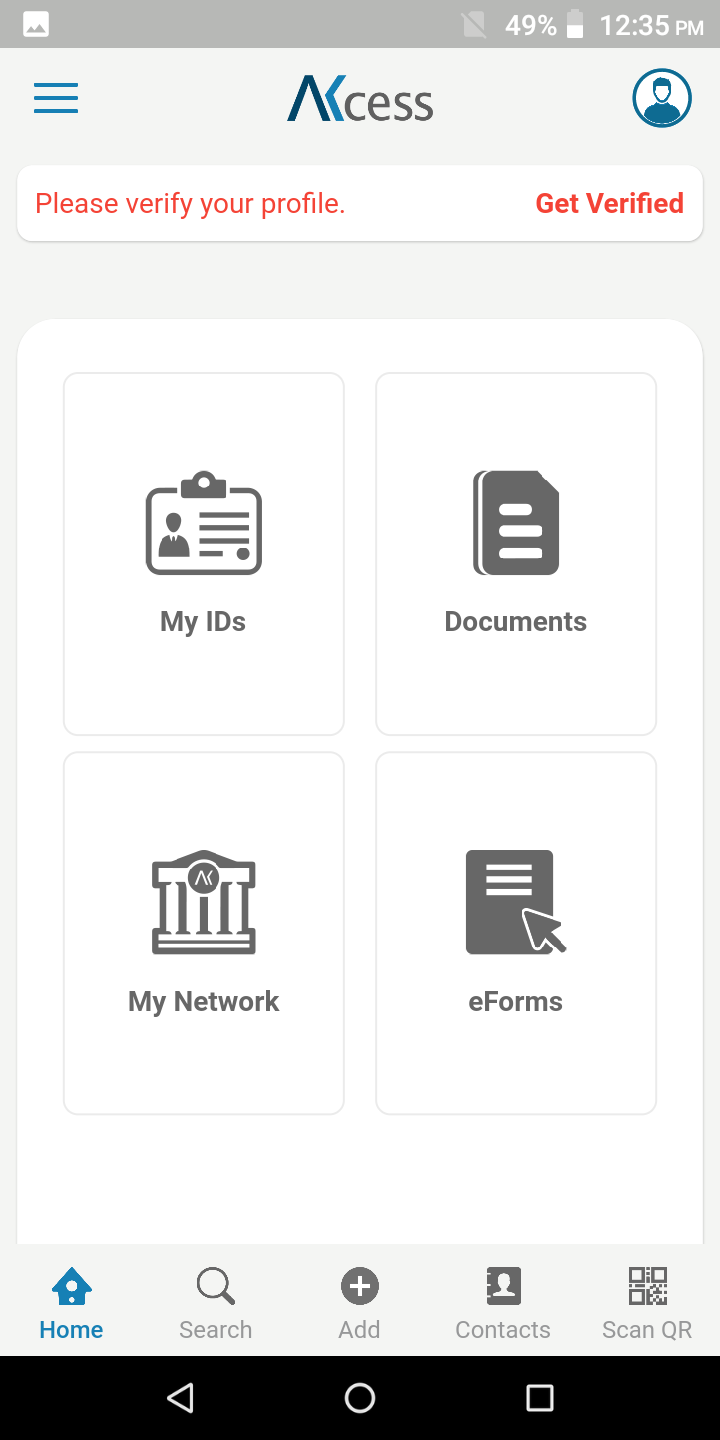 49% 12:35 PM
AKcess
Please verify your profile. Get Verified
My IDs Documents
AK
My Network eForms
Home Search Add Contacts Scan QR